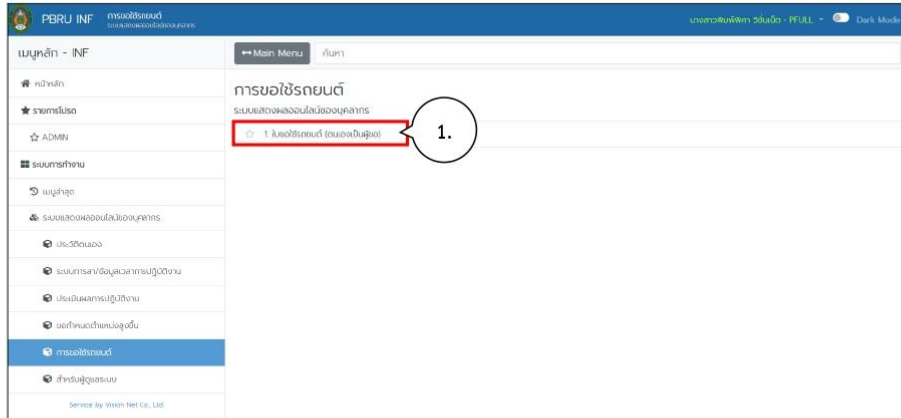 PBRU INF
การขอใช้รถยนต์
ระบบแสดงผลออนไลน์ของบุคลากร
- PFULL
Dark Mode
เมนูหลัก - INF
Main Menu
ค้นหา
หน้าหลัก
รายการโปรด
ADMIN
ระบบการทำงาน
เมนูล่าสุด
ระบบแสดงผลออนไลน์ของบุคลากร
ประวัติตนเอง
ระบบการลา/ข้อมูลเวลาการปฏิบัติงาน
ประเมินผลการปฏิบัติงาน
ขอกำหนดตำแหน่งสูงขึ้น
การขอใช้รถยนต์
สำหรับผู้ดูแลระบบ
Service by Vision Net Co., Ltd.
การขอใช้รถยนต์
ระบบแสดงผลออนไลน์ของบุคลากร
1. ใบขอใช้รถยนต์ (ตนเองเป็นผู้ขอ)
1.